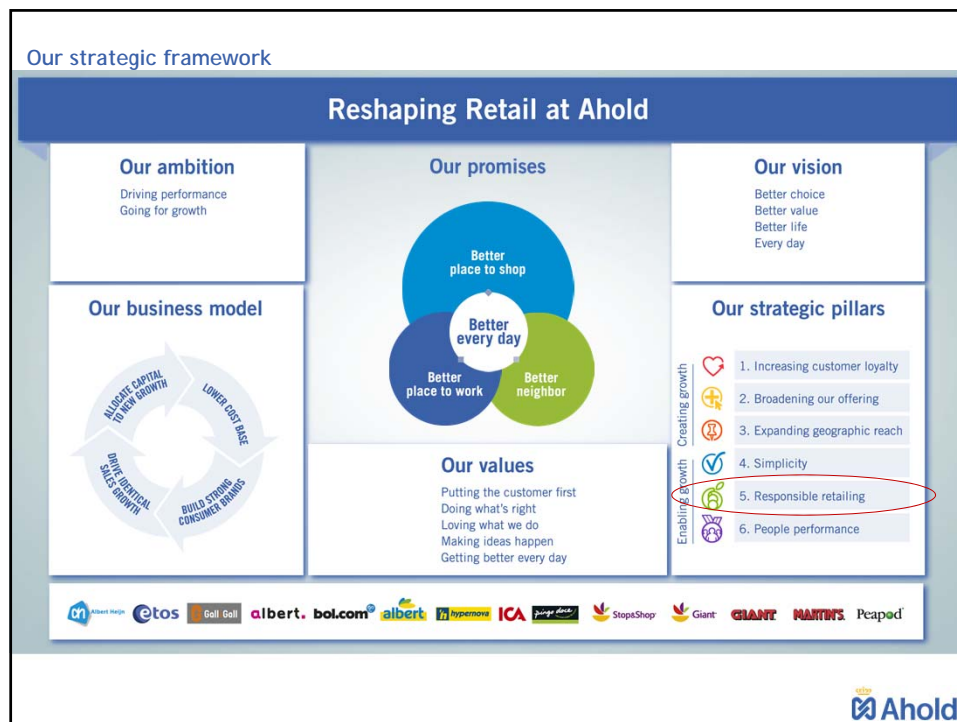 Our strategic framework
Reshaping Retail at Ahold
Our ambition
Driving performance
Going for growth
Our promises
Better
place to shop
Better
every day
Better
place to work
Better
neighbor
Our vision
Better choice
Better value
Better life
Every day
Our business model
ALLOCATE CAPITAL
TO NEW GROWTH
LOWER COST BASE
BUILD STRONG
CONSUMER BRANDS
DRIVE IDENTICAL
SALES GROWTH
Our values
Putting the customer first
Doing what's right
Loving what we do
Making ideas happen
Getting better every day
Our strategic pillars
Creating growth
1. Increasing customer loyalty
2. Broadening our offering
3. Expanding geographic reach
Enabling growth
4. Simplicity
5. Responsible retailing
6. People performance
ah Albert Heijn etos Gall Gall albert. bol.com albert h hypernova ICA pingo doce Stop&Shop Giant GIANT MARTIN'S Peapod
Ahold